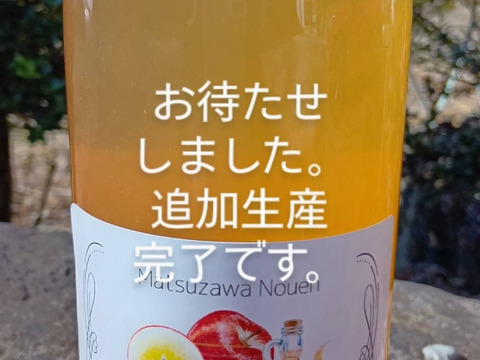 お待たせ
しました。
追加生産
完了です。
Matsuzawa Nouen